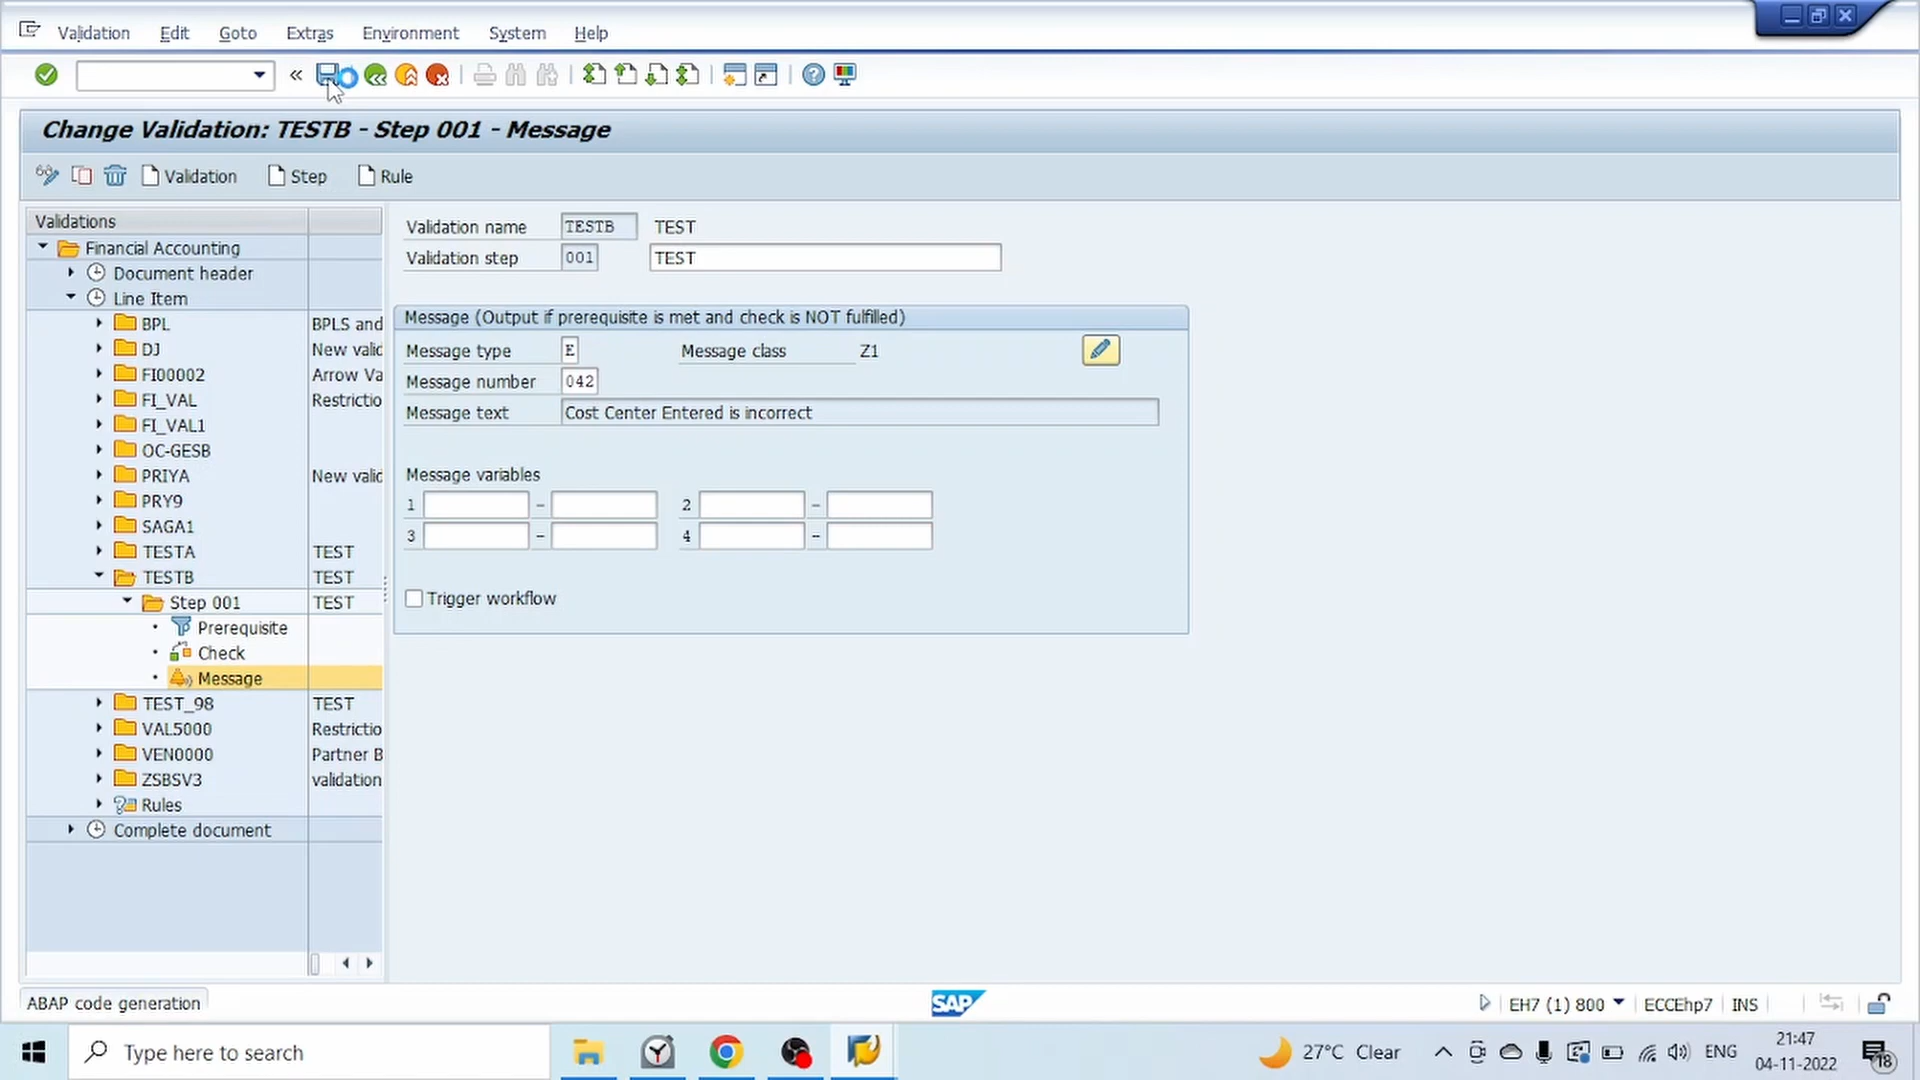 Validation Edit Goto Extras Environment System Help
«
Change Validation: TESTB - Step 001 - Message
Validation Step Rule
Validations
Financial Accounting
Document header
Line Item
BPL BPLS and
DJ New valid
FI00002 Arrow Va
FI_VAL Restrictio
FI_VAL1
OC-GESB
PRIYA New valid
PRY9
SAGA1
TESTA TEST
TESTB TEST
Step 001 TEST
Prerequisite
Check
Message
TEST_98 TEST
VAL5000 Restrictio
VEN0000 Partner B
ZSBSV3 validation
Rules
Complete document
Validation name TESTB TEST
Validation step 001 TEST
Message (Output if prerequisite is met and check is NOT fulfilled)
Message type E Message class Z1
Message number 042
Message text Cost Center Entered is incorrect
Message variables
1 - 2 -
3 - 4 -
Trigger workflow
ABAP code generation
SAP
EH7 (1) 800 ECCEhp7 INS
Type here to search
27°C Clear
ENG
21:47
04-11-2022
18